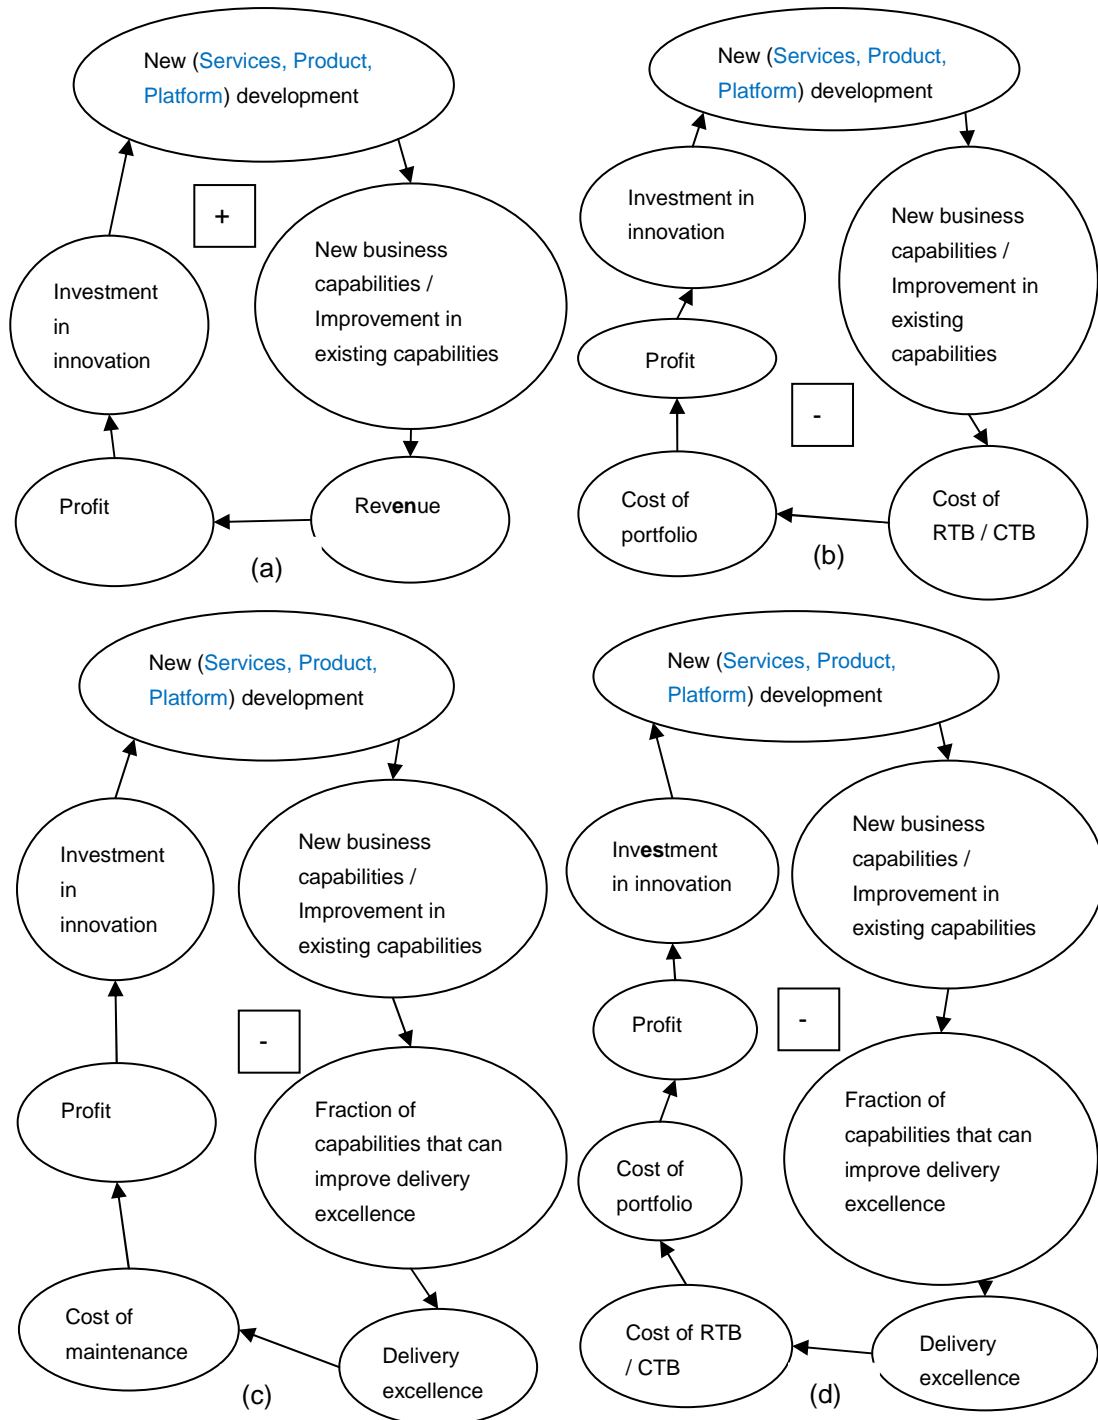 New (Services, Product,
Platform) development
+
New business
capabilities /
Improvement in
existing capabilities
Investment
in
innovation
Profit
Revenue
(a)
New (Services, Product,
Platform) development
Investment in
innovation
New business
capabilities /
Improvement in
existing
capabilities
Profit
-
Cost of
portfolio
Cost of
RTB / CTB
(b)
New (Services, Product,
Platform) development
Investment
in
innovation
New business
capabilities /
Improvement in
existing capabilities
-
Profit
Fraction of
capabilities that can
improve delivery
excellence
Cost of
maintenance
Delivery
excellence
(c)
New (Services, Product,
Platform) development
Investment
in innovation
New business
capabilities /
Improvement in
existing capabilities
Profit
-
Fraction of
capabilities that can
improve delivery
excellence
Cost of
portfolio
Cost of RTB
/ CTB
Delivery
excellence
(d)